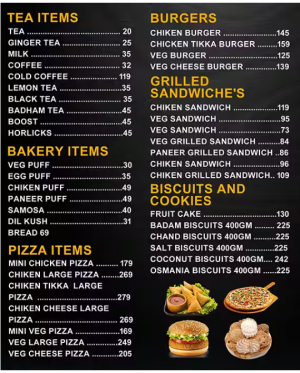 TEA ITEMS
TEA ................................ 20
GINGER TEA ................... 25
MILK .............................. 35
COFFEE .......................... 32
COLD COFFEE ................ 119
LEMON TEA ....................35
BLACK TEA .....................35
BADHAM TEA ..................45
BOOST ...........................45
HORLICKS ......................45
BAKERY ITEMS
VEG PUFF .......................30
EGG PUFF .......................35
CHIKEN PUFF ..................49
PANEER PUFF .................49
SAMOSA .........................40
DIL KUSH .......................31
BREAD 69
PIZZA ITEMS
MINI CHICKEN PIZZA ........ 179
CHIKEN LARGE PIZZA .......269
CHIKEN TIKKA LARGE
PIZZA .............................279
CHIKEN CHEESE LARGE
PIZZA ............................. 269
MINI VEG PIZZA ................169
VEG LARGE PIZZA ............249
VEG CHEESE PIZZA ..........205
BURGERS
CHIKEN BURGER ....................145
CHICKEN TIKKA BURGER ........159
VEG BURGER .........................125
VEG CHEESE BURGER .............139
GRILLED
SANDWICHE'S
CHIKEN SANDWICH .................119
VEG SANDWICH ......................95
VEG SANDWICH ......................73
VEG GRILLED SANDWICH .........84
PANEER GRILLED SANDWICH ..86
CHIKEN SANDWICH .................96
CHIKEN GRILLED SANDWICH.. 109
BISCUITS AND
COOKIES
FRUIT CAKE ...........................130
BADAM BISCUITS 400GM ........ 225
CHAND BISCUITS 400GM ........225
SALT BISCUITS 400GM ...........225
COCONUT BISCUITS 400GM.... 242
OSMANIA BISCUITS 400GM .....225